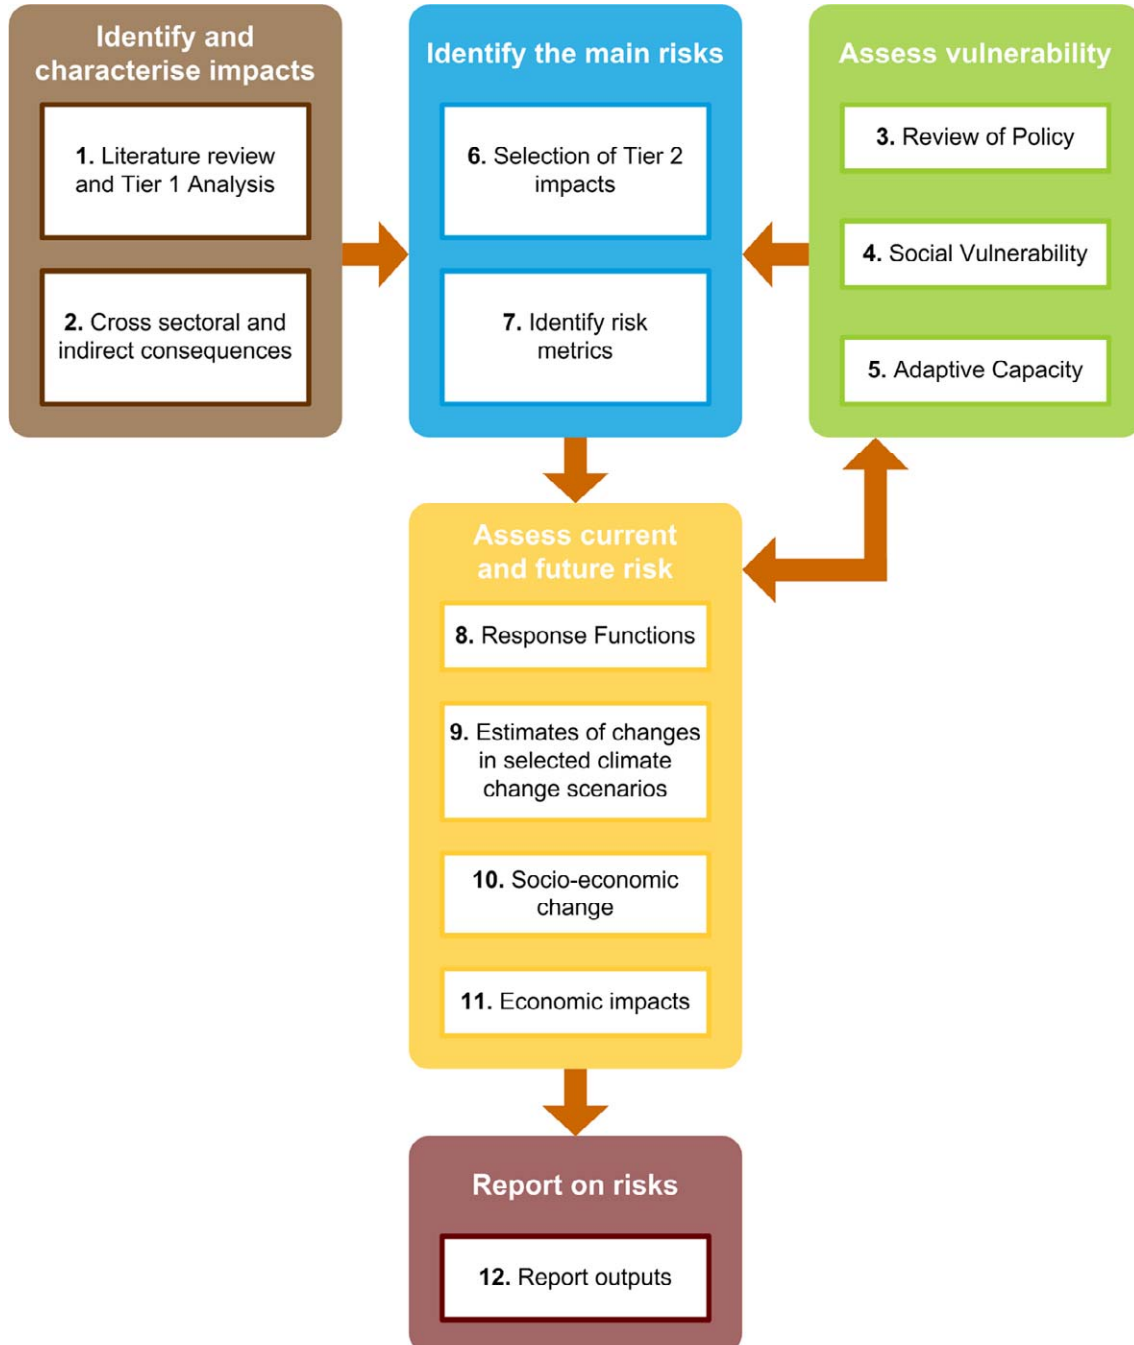 Identify and
characterise impacts
1. Literature review
and Tier 1 Analysis
2. Cross sectoral and
indirect consequences
Identify the main risks
6. Selection of Tier 2
impacts
7. Identify risk
metrics
Assess vulnerability
3. Review of Policy
4. Social Vulnerability
5. Adaptive Capacity
Assess current
and future risk
8. Response Functions
9. Estimates of changes
in selected climate
change scenarios
10. Socio-economic
change
11. Economic impacts
Report on risks
12. Report outputs